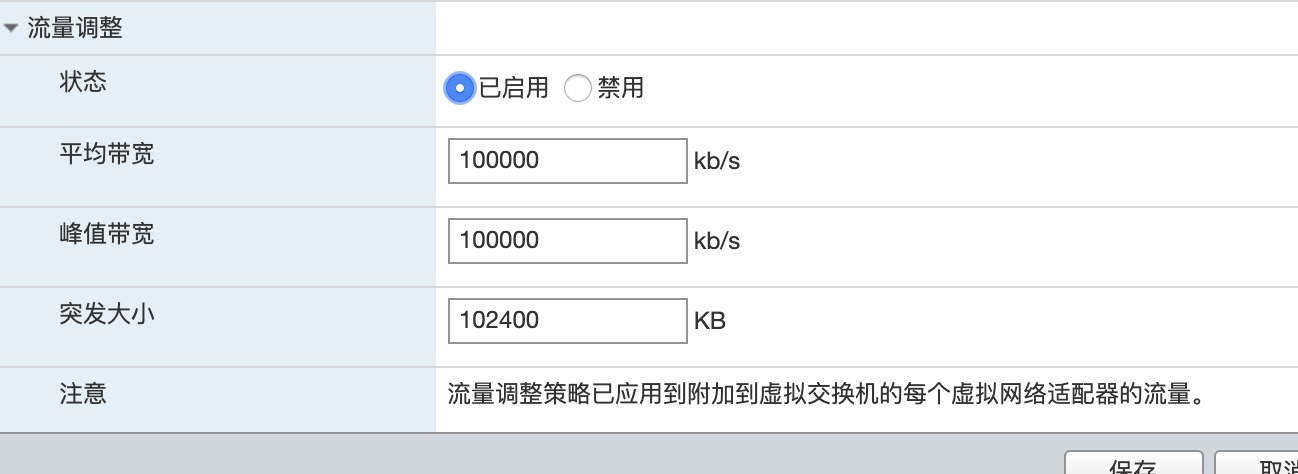 流量调整
状态 已启用 禁用
平均带宽 100000 kb/s
峰值带宽 100000 kb/s
突发大小 102400 KB
注意 流量调整策略已应用到附加到虚拟交换机的每个虚拟网络适配器的流量。
保存 取消